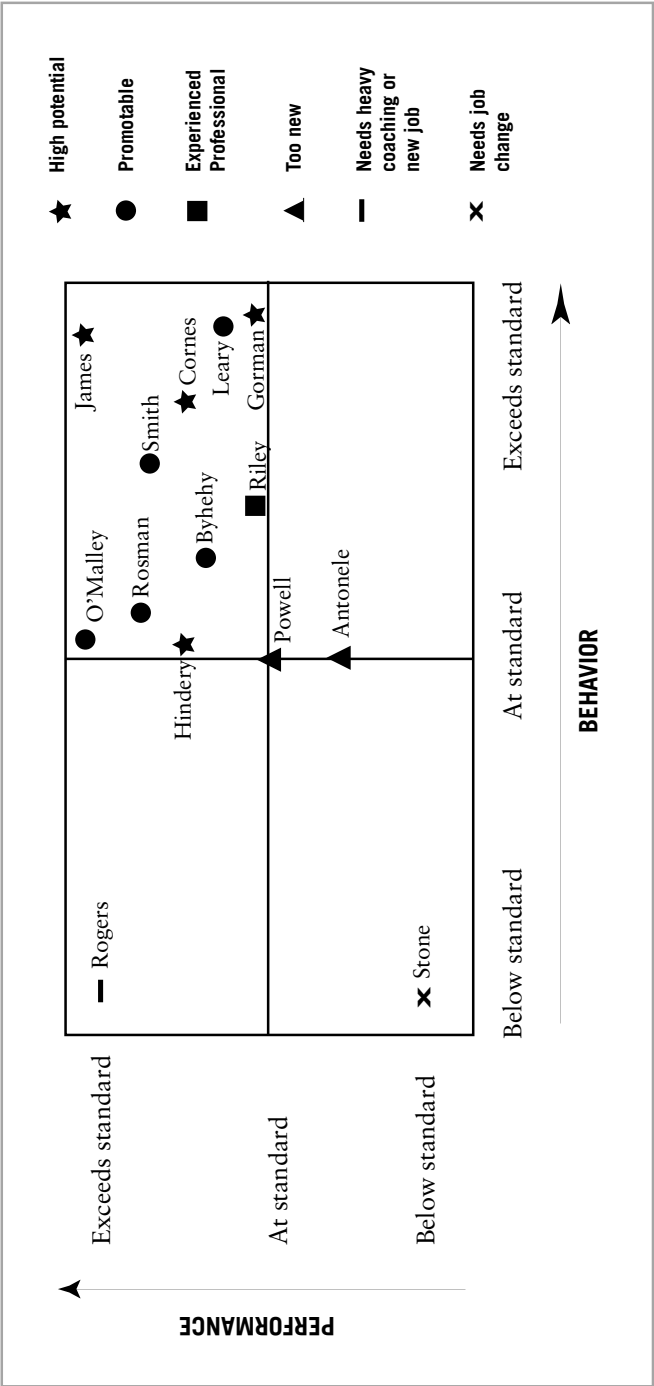 PERFORMANCE
Exceeds standard
At standard
Below standard
Rogers
Stone
O’Malley
Rosman
Hindery
Byhehy
Smith
James
Cornes
Leary
Gorman
Riley
Powell
Antonele
Below standard
At standard
Exceeds standard
BEHAVIOR
High potential
Promotable
Experienced
Professional
Too new
Needs heavy
coaching or
new job
Needs job
change